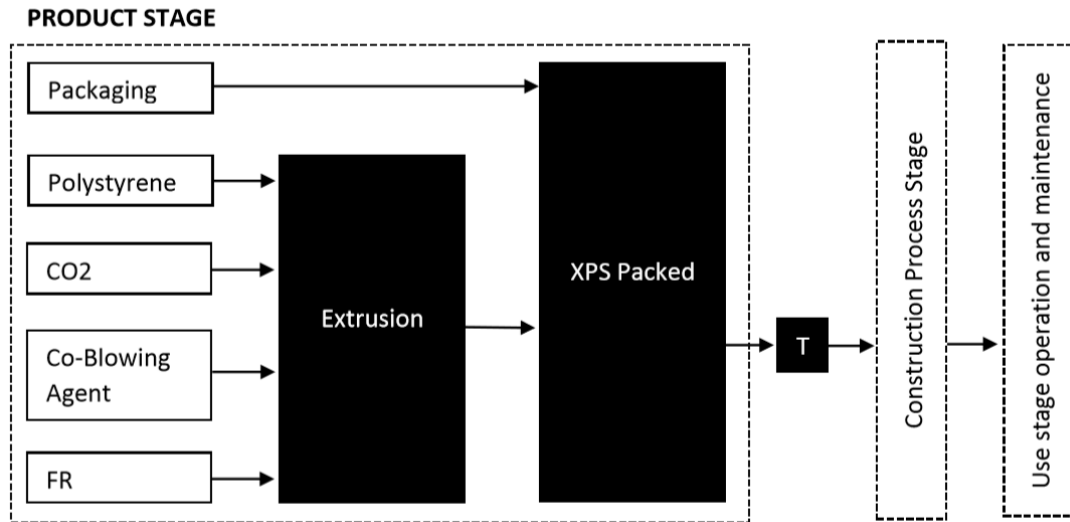 PRODUCT STAGE
Packaging
Polystyrene
CO2
Co-Blowing
Agent
FR
Extrusion
XPS Packed
T
Construction Process Stage
Use stage operation and maintenance